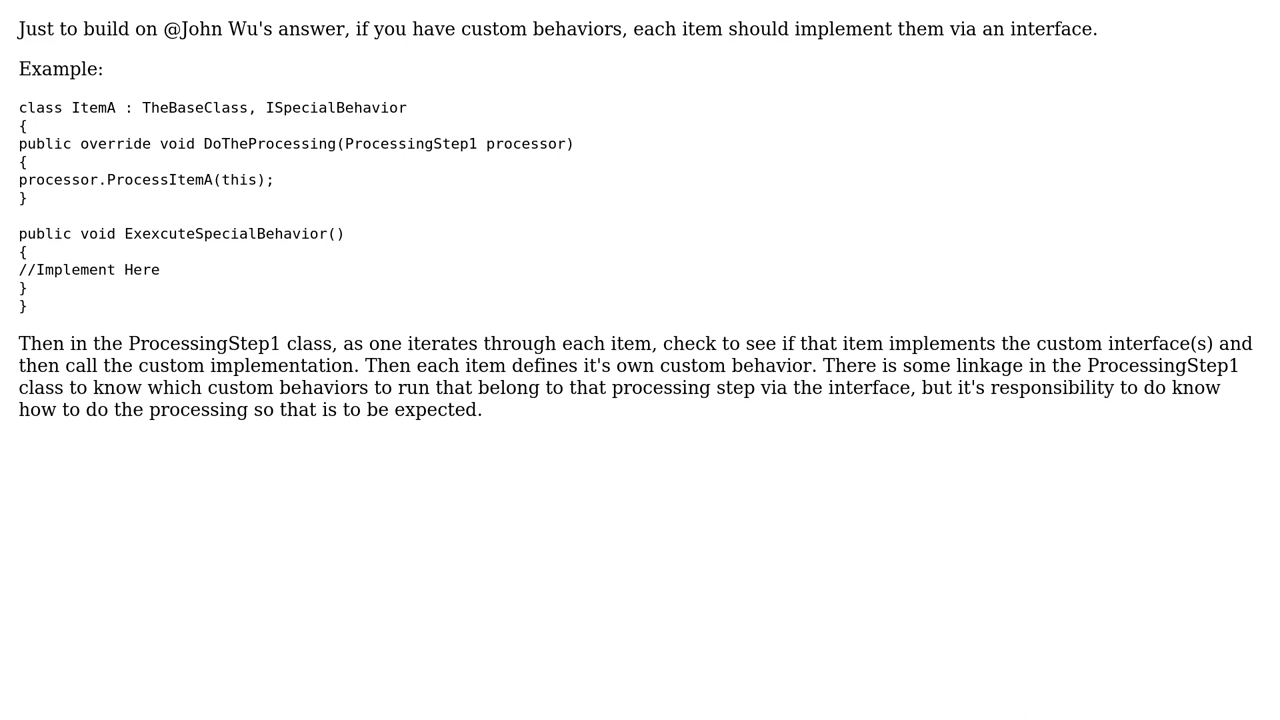 Just to build on @John Wu's answer, if you have custom behaviors, each item should implement them via an interface.
Example:
class ItemA : TheBaseClass, ISpecialBehavior
{
public override void DoTheProcessing(ProcessingStep1 processor)
{
processor.ProcessItemA(this);
}
public void ExexcuteSpecialBehavior()
{
//Implement Here
}
}
Then in the ProcessingStep1 class, as one iterates through each item, check to see if that item implements the custom interface(s) and
then call the custom implementation. Then each item defines it's own custom behavior. There is some linkage in the ProcessingStep1
class to know which custom behaviors to run that belong to that processing step via the interface, but it's responsibility to do know
how to do the processing so that is to be expected.